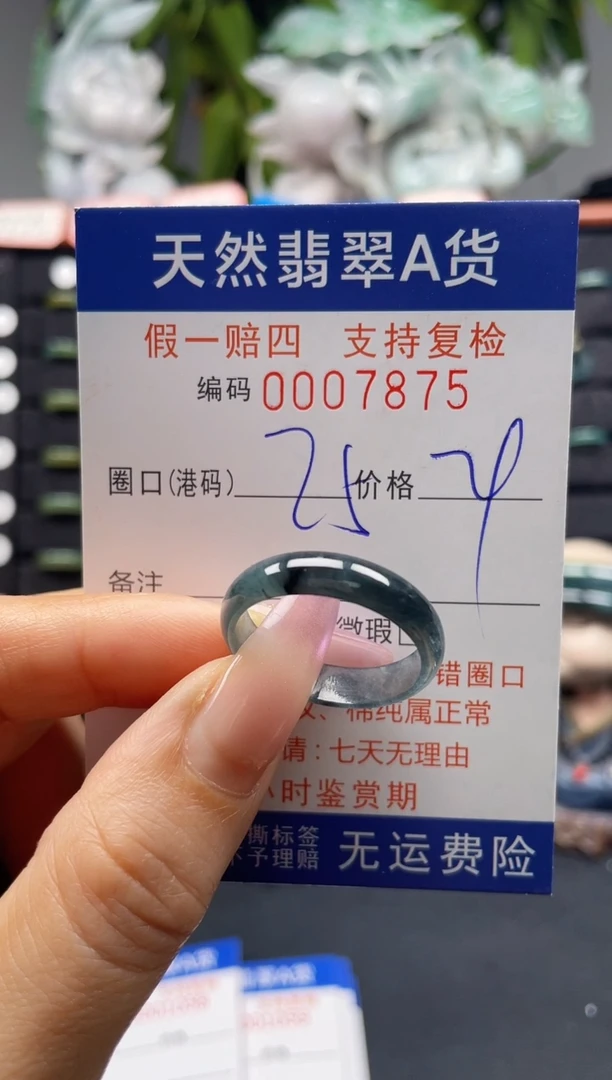 天然翡翠A货
假一赔四 支持复检
编码 0007875
圈口(港码) 25 价格
备注
微瑕
错圈口
、棉纯属正常
请:七天无理由
小时鉴赏期
撕标签
不予理赔
无运费险